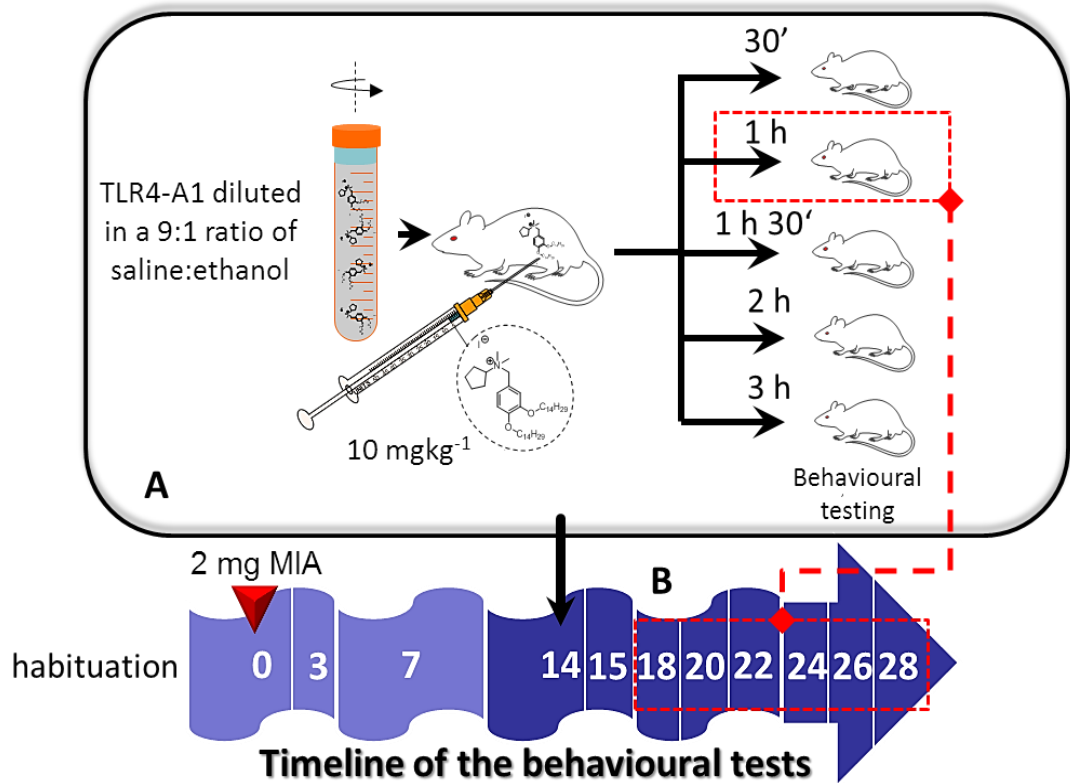 30’
1 h
TLR4-A1 diluted
in a 9:1 ratio of
saline:ethanol
1 h 30‘
2 h
3 h
I⊖
⊕
N
O
C14H29
O
C14H29
10 mgkg-1
A
Behavioural
testing
2 mg MIA
B
habituation
0 3 7 14 15 18 20 22 24 26 28
Timeline of the behavioural tests